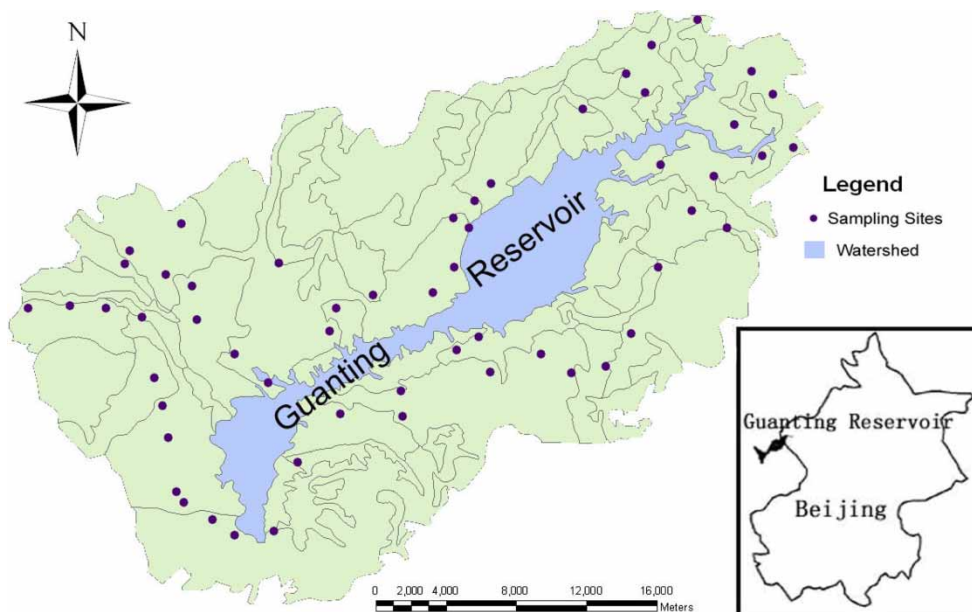 N
Guanting Reservoir
Legend
Sampling Sites
Watershed
Guanting Reservoir
Beijing
0 2,000 4,000 8,000 12,000 16,000
Meters